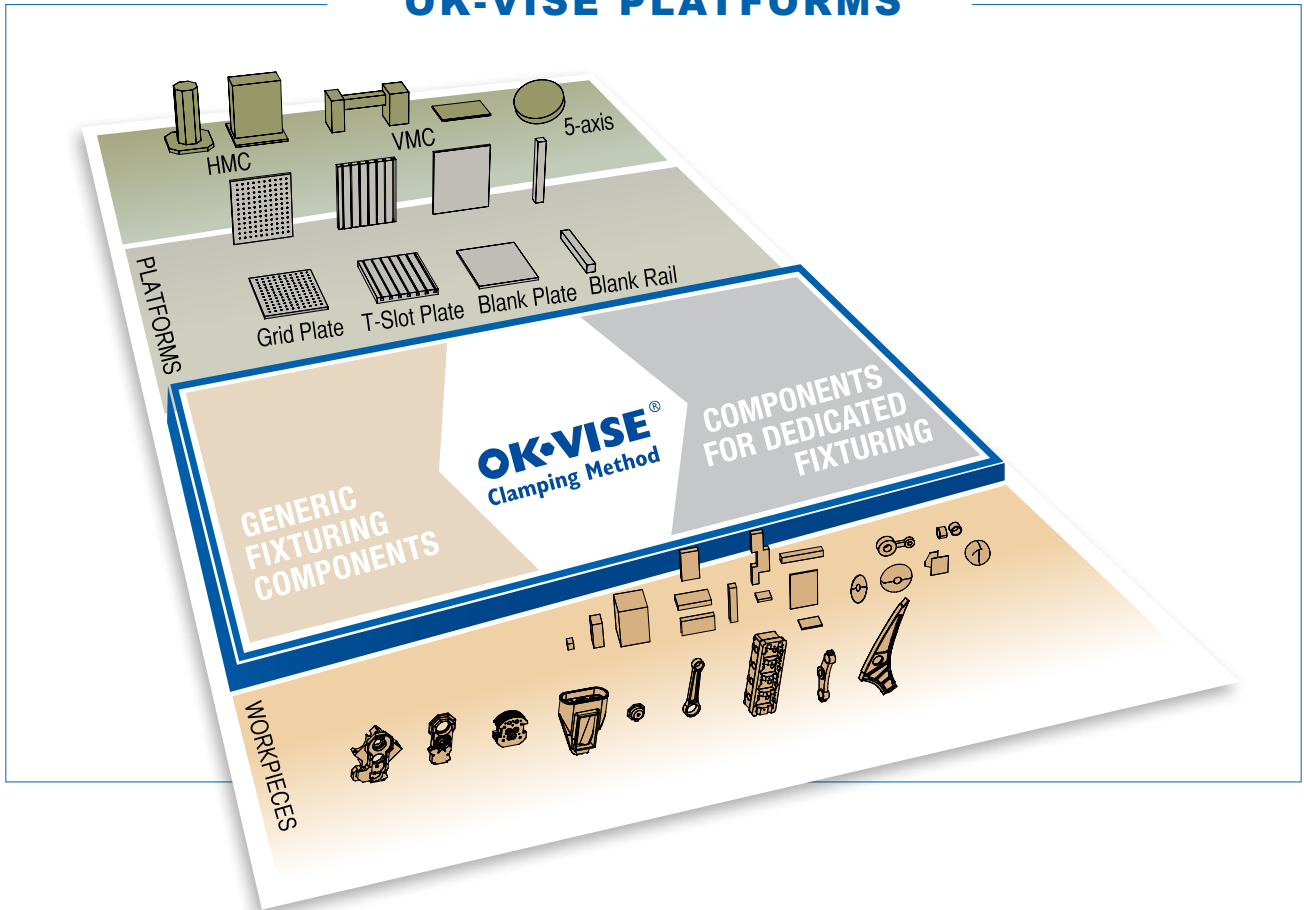 OK-VISE PLATFORMS
HMC
VMC
5-axis
PLATFORMS
Grid Plate
T-Slot Plate
Blank Plate
Blank Rail
GENERIC
FIXTURING
COMPONENTS
OK•VISE®
Clamping Method
COMPONENTS
FOR DEDICATED
FIXTURING
WORKPIECES